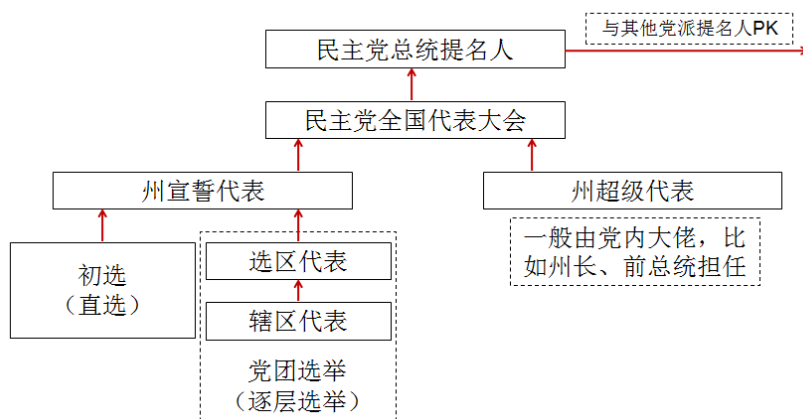 与其他党派提名人PK
民主党总统提名人
民主党全国代表大会
州宣誓代表
州超级代表
一般由党内大佬，比
如州长、前总统担任
初选
（直选）
选区代表
辖区代表
党团选举
（逐层选举）